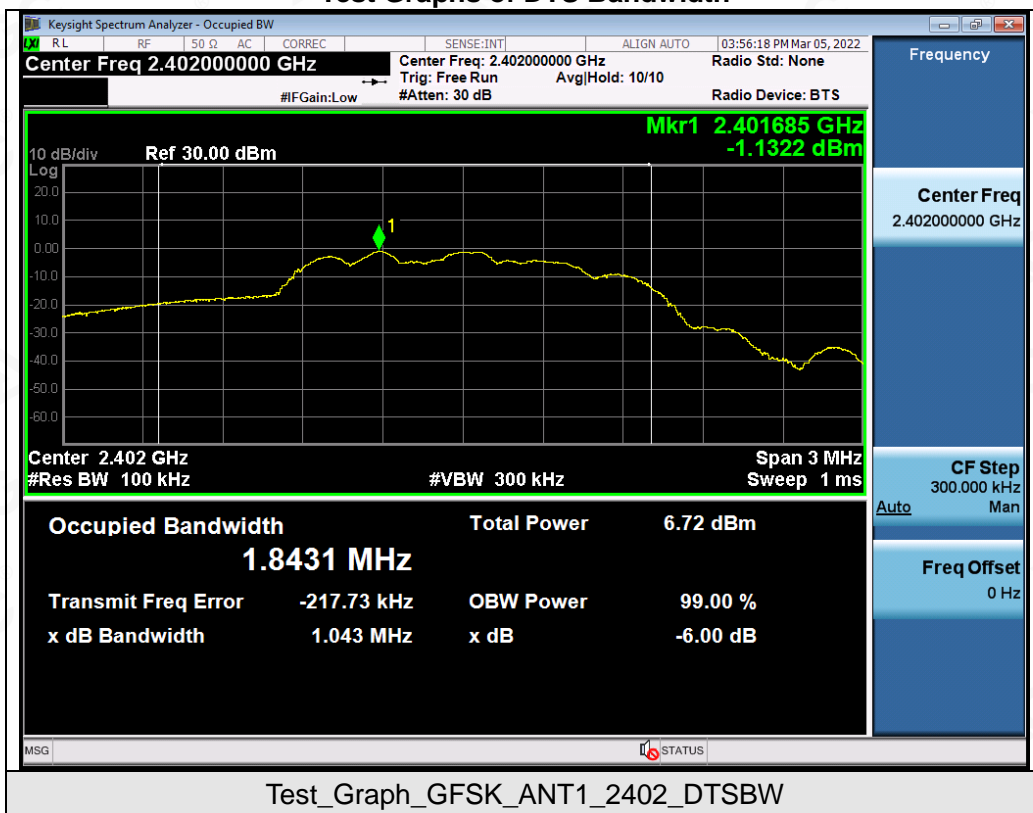 Test Graphs of DTS Bandwidth
Keysight Spectrum Analyzer - Occupied BW
LXI RL RF 50 Ω AC CORREC SENSE:INT ALIGN AUTO 03:56:18 PM Mar 05, 2022
Center Freq 2.402000000 GHz
Center Freq: 2.402000000 GHz
Radio Std: None
Trig: Free Run Avg|Hold: 10/10
#IFGain:Low #Atten: 30 dB Radio Device: BTS
Frequency
Mkr1 2.401685 GHz
-1.1322 dBm
10 dB/div Ref 30.00 dBm
Log
20.0
10.0
0.00
-10.0
-20.0
-30.0
-40.0
-50.0
-60.0
1
Center 2.402 GHz Span 3 MHz
#Res BW 100 kHz #VBW 300 kHz Sweep 1 ms
Center Freq
2.402000000 GHz
CF Step
300.000 kHz
Auto Man
Freq Offset
0 Hz
Occupied Bandwidth Total Power 6.72 dBm
1.8431 MHz
Transmit Freq Error -217.73 kHz OBW Power 99.00 %
x dB Bandwidth 1.043 MHz x dB -6.00 dB
MSG STATUS
Test_Graph_GFSK_ANT1_2402_DTSBW